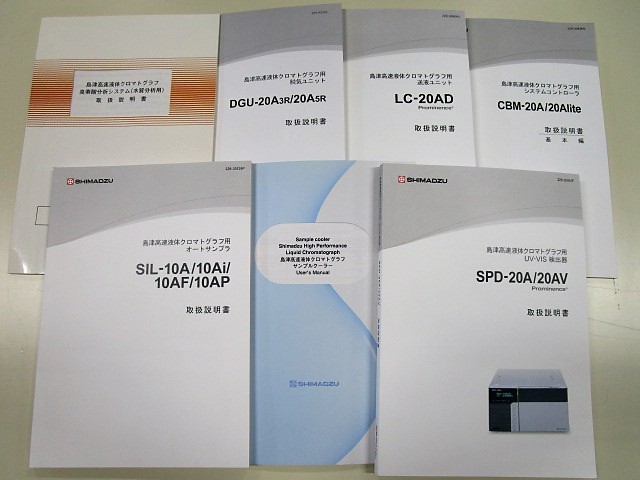 島津高速液体クロマトグラフ
臭素酸分析システム(水質分析用)
取扱説明書
島津高速液体クロマトグラフ用
脱気ユニット
DGU-20A3R/20A5R
取扱説明書
島津高速液体クロマトグラフ用
送液ユニット
LC-20AD
Prominence
取扱説明書
島津高速液体クロマトグラフ用
システムコントローラ
CBM-20A/20Alite
取扱説明書
基本編
SHIMADZU
島津高速液体クロマトグラフ用
オートサンプラ
SIL-10A/10Ai/
10AF/10AP
取扱説明書
Sample cooler
Shimadzu High Performance
Liquid Chromatograph
島津高速液体クロマトグラフ
サンプルクーラー
User's Manual
SHIMADZU
SHIMADZU
島津高速液体クロマトグラフ用
UV-VIS 検出器
SPD-20A/20AV
Prominence
取扱説明書